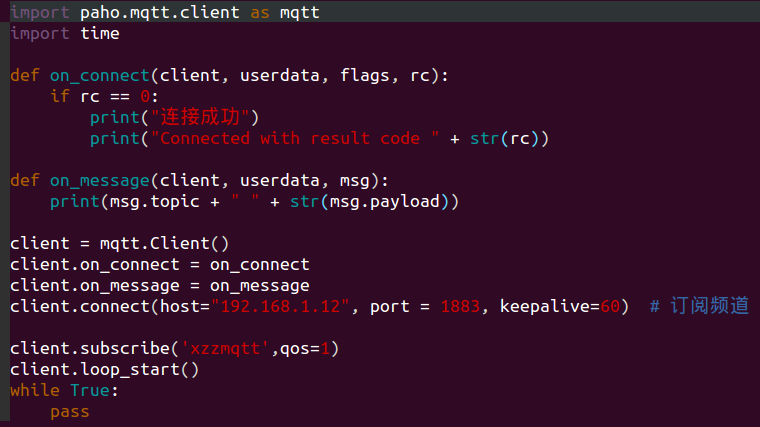 import paho.mqtt.client as mqtt
import time
def on_connect(client, userdata, flags, rc):
    if rc == 0:
        print("连接成功")
        print("Connected with result code " + str(rc))
def on_message(client, userdata, msg):
    print(msg.topic + " " + str(msg.payload))
client = mqtt.Client()
client.on_connect = on_connect
client.on_message = on_message
client.connect(host="192.168.1.12", port = 1883, keepalive=60)  # 订阅频道
client.subscribe('xzzmqtt',qos=1)
client.loop_start()
while True:
    pass